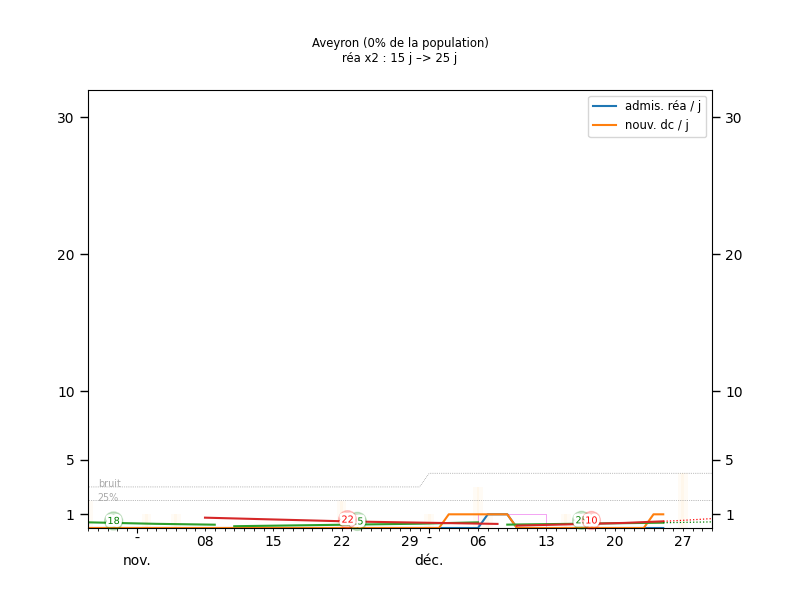 Aveyron (0% de la population)
réa x2 : 15 j –> 25 j
admis. réa / j
nouv. dc / j
30 30
20 20
10 10
5 5
1 1
bruit
25%
18 22 10
- 08 15 22 29 - 06 13 20 27
nov. déc.